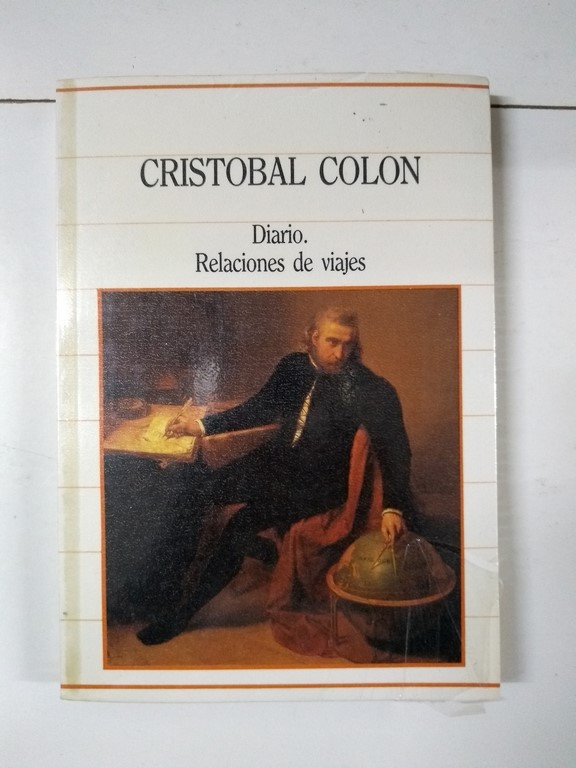 CRISTOBAL COLON
Diario.
Relaciones de viajes